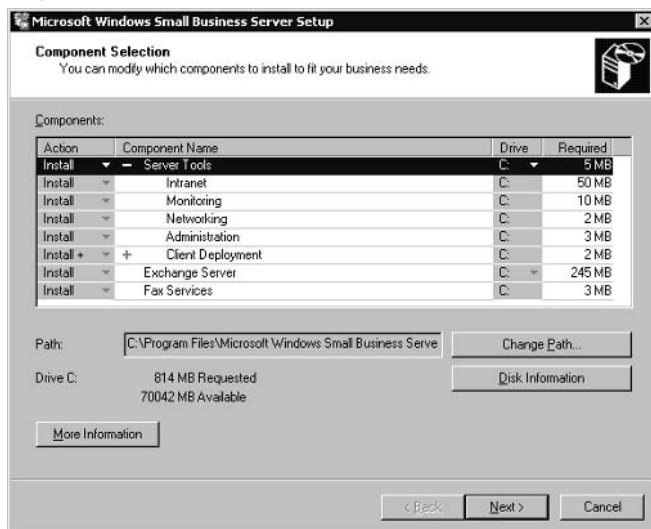 Microsoft Windows Small Business Server Setup
Component Selection
You can modify which components to install to fit your business needs.
Components:
Action Component Name Drive Required
Install Server Tools C: 5 MB
Install Intranet C: 50 MB
Install Monitoring C: 10 MB
Install Networking C: 2 MB
Install Administration C: 3 MB
Install + + Client Deployment C: 2 MB
Install Exchange Server C: 245 MB
Install Fax Services C: 3 MB
Path: C:\Program Files\Microsoft Windows Small Business Serve Change Path...
Drive C: 814 MB Requested Disk Information
70042 MB Available
More Information
< Back Next > Cancel